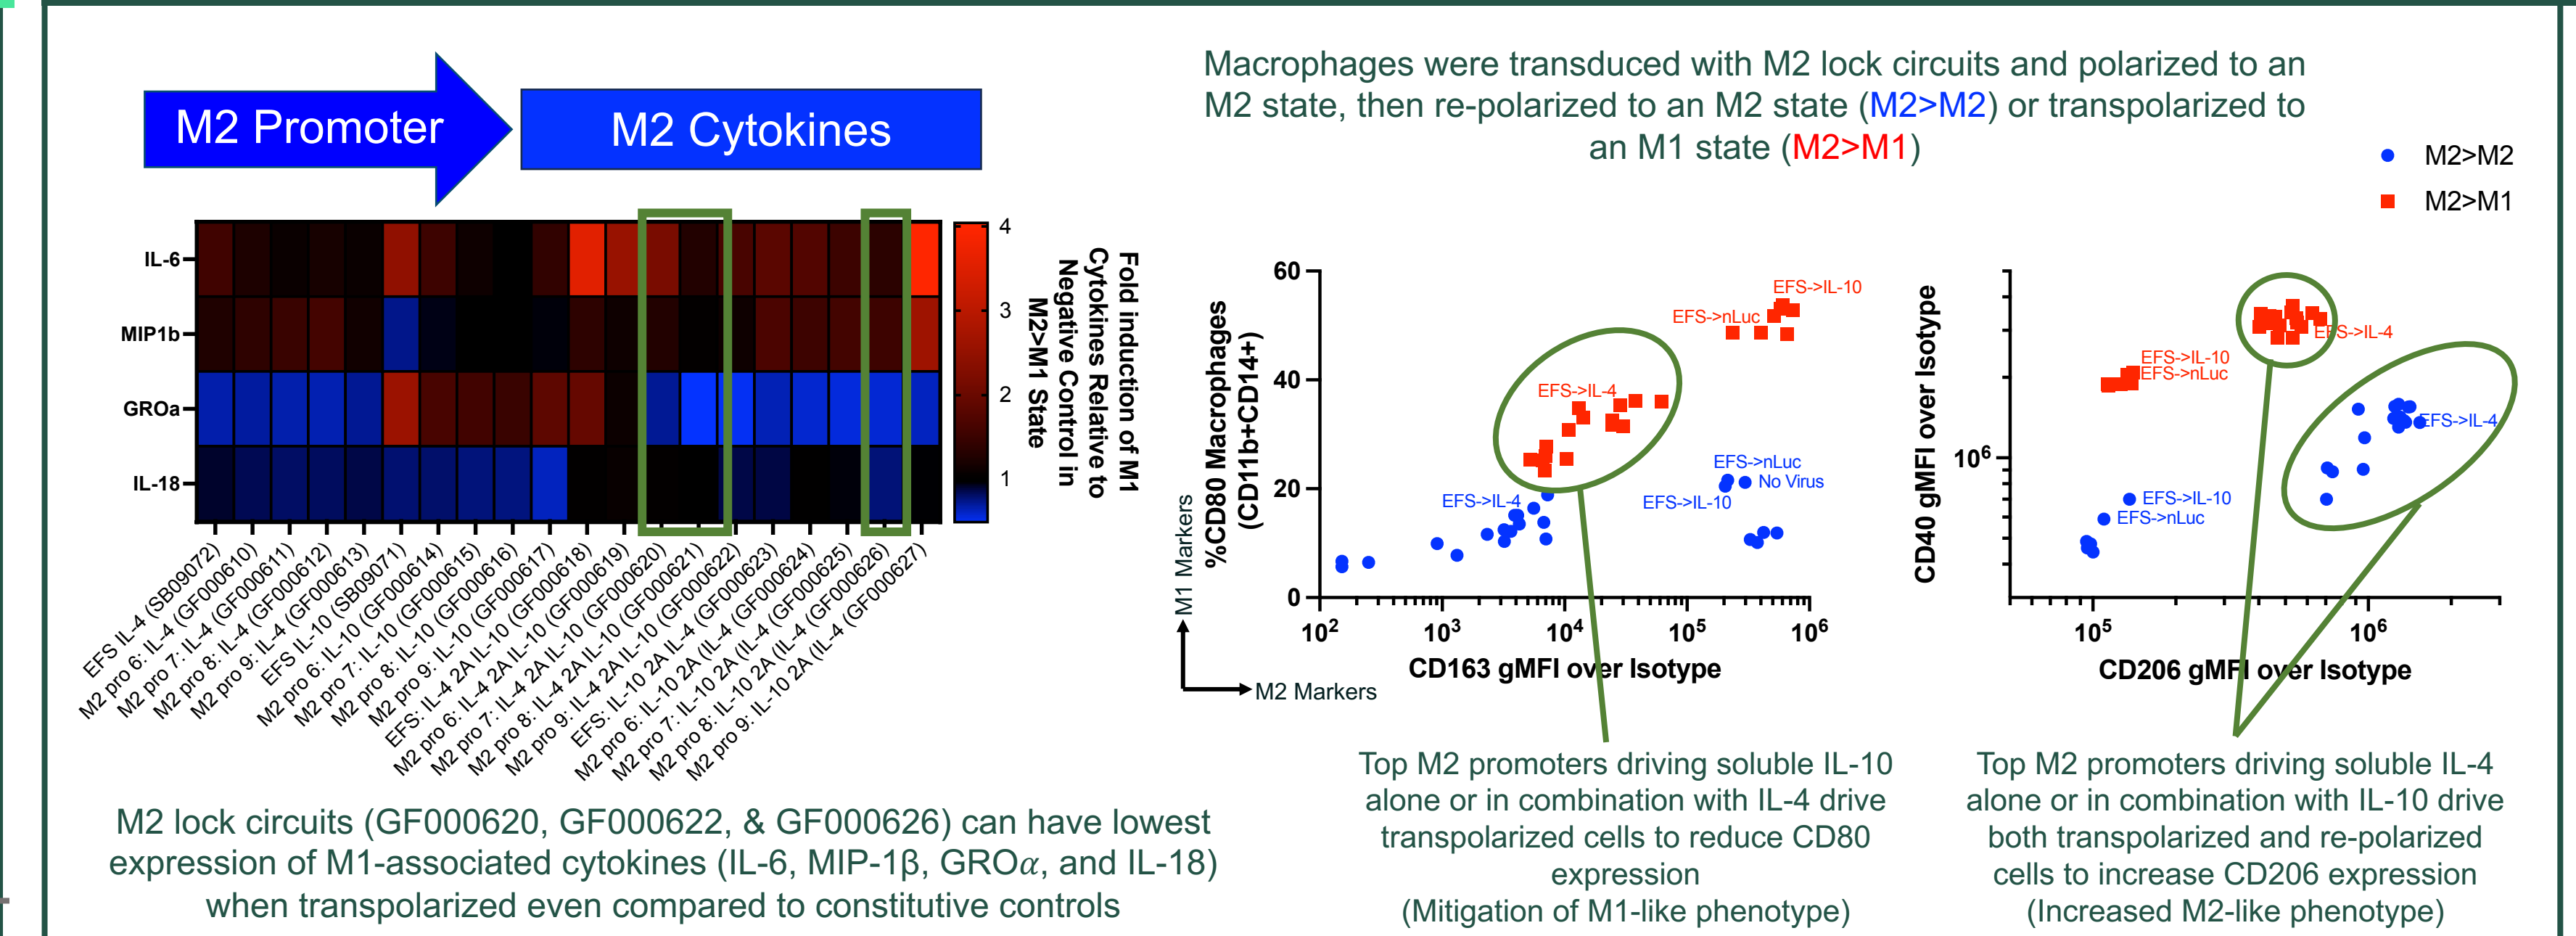 M2 Promoter
M2 Cytokines
IL-6
MIP1b
GROa
IL-18
4
3
2
1
Fold induction of M1
Cytokines Relative to
Negative Control in
M2>M1 State
EFS IL-4 (SB09072)
M2 pro 6: IL-4 (GF000610)
M2 pro 7: IL-4 (GF000611)
M2 pro 8: IL-4 (GF000612)
M2 pro 9: IL-4 (GF000613)
EFS IL-10 (SB09071)
M2 pro 6: IL-10 (GF000614)
M2 pro 7: IL-10 (GF000615)
M2 pro 8: IL-10 (GF000616)
M2 pro 9: IL-10 (GF000617)
EFS: IL-4 2A IL-10 (GF000618)
M2 pro 6: IL-4 2A IL-10 (GF000619)
M2 pro 7: IL-4 2A IL-10 (GF000620)
M2 pro 8: IL-4 2A IL-10 (GF000621)
M2 pro 9: IL-4 2A IL-10 (GF000622)
EFS: IL-10 2A IL-4 (GF000623)
M2 pro 6: IL-10 2A (IL-4 (GF000624)
M2 pro 7: IL-10 2A (IL-4 (GF000625)
M2 pro 8: IL-10 2A (IL-4 (GF000626)
M2 pro 9: IL-10 2A (IL-4 (GF000627)
M2 lock circuits (GF000620, GF000622, & GF000626) can have lowest
expression of M1-associated cytokines (IL-6, MIP-1β, GROα, and IL-18)
when transpolarized even compared to constitutive controls
Macrophages were transduced with M2 lock circuits and polarized to an
M2 state, then re-polarized to an M2 state (M2>M2) or transpolarized to
an M1 state (M2>M1)
M2>M2
M2>M1
M1 Markers
M2 Markers
%CD80 Macrophages
(CD11b+CD14+)
60
40
20
0
10²
10³
10⁴
10⁵
10⁶
CD163 gMFI over Isotype
EFS->IL-10
EFS->nLuc
EFS->IL-4
EFS->nLuc
No Virus
EFS->IL-10
EFS->IL-4
CD40 gMFI over Isotype
10⁶
10⁵
10⁶
CD206 gMFI over Isotype
EFS->IL-4
EFS->IL-10
EFS->nLuc
EFS->IL-4
EFS->IL-10
EFS->nLuc
Top M2 promoters driving soluble IL-10
alone or in combination with IL-4 drive
transpolarized cells to reduce CD80
expression
(Mitigation of M1-like phenotype)
Top M2 promoters driving soluble IL-4
alone or in combination with IL-10 drive
both transpolarized and re-polarized
cells to increase CD206 expression
(Increased M2-like phenotype)